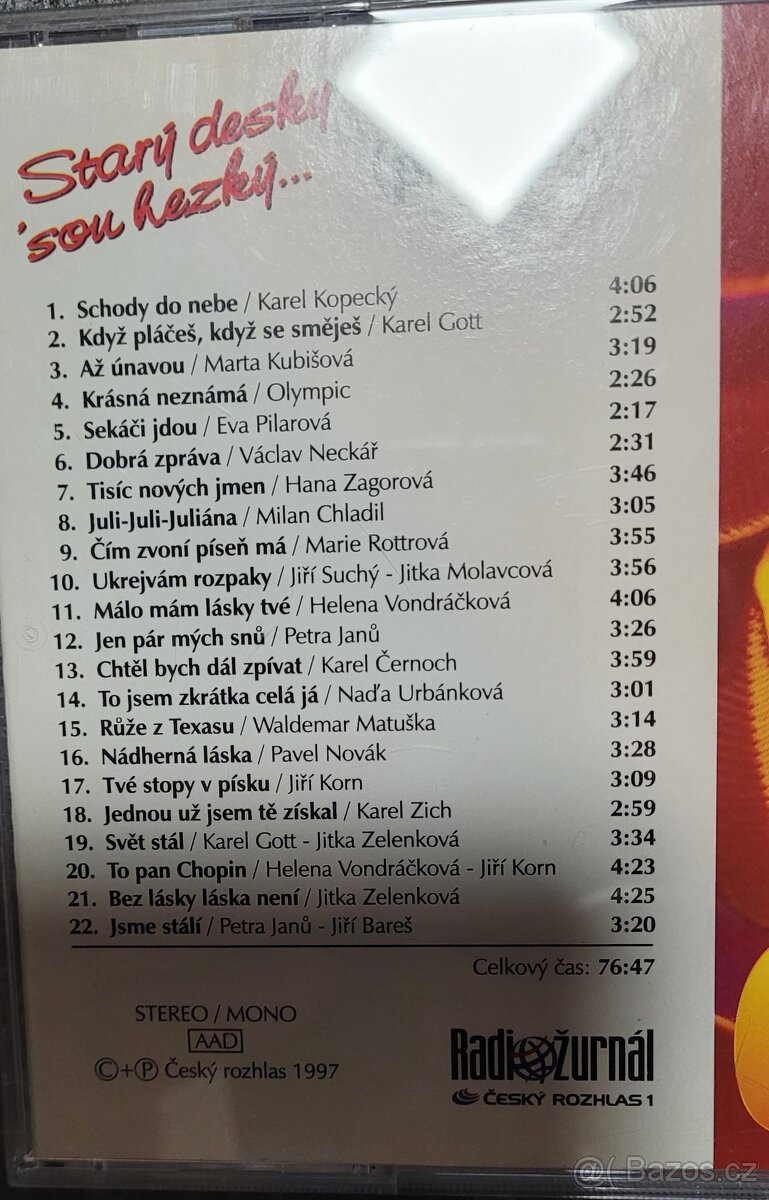 Starý desky
'sou hezký...
1. Schody do nebe / Karel Kopecký 4:06
2. Když pláčeš, když se směješ / Karel Gott 2:52
3. Až únavou / Marta Kubišová 3:19
4. Krásná neznámá / Olympic 2:26
5. Sekáči jdou / Eva Pilarová 2:17
6. Dobrá zpráva / Václav Neckář 2:31
7. Tisíc nových jmen / Hana Zagorová 3:46
8. Juli-Juli-Juliána / Milan Chladil 3:05
9. Čím zvoní píseň má / Marie Rottrová 3:55
10. Ukrejvám rozpaky / Jiří Suchý - Jitka Molavcová 3:56
11. Málo mám lásky tvé / Helena Vondráčková 4:06
12. Jen pár mých snů / Petra Janů 3:26
13. Chtěl bych dál zpívat / Karel Černoch 3:59
14. To jsem zkrátka celá já / Naďa Urbánková 3:01
15. Růže z Texasu / Waldemar Matuška 3:14
16. Nádherná láska / Pavel Novák 3:28
17. Tvé stopy v písku / Jiří Korn 3:09
18. Jednou už jsem tě získal / Karel Zich 2:59
19. Svět stál / Karel Gott - Jitka Zelenková 3:34
20. To pan Chopin / Helena Vondráčková - Jiří Korn 4:23
21. Bez lásky láska není / Jitka Zelenková 4:25
22. Jsme stálí / Petra Janů - Jiří Bareš 3:20
Celkový čas: 76:47
STEREO / MONO
AAD
©+℗ Český rozhlas 1997
Radiožurnál
ČESKÝ ROZHLAS 1
@ Bazos.cz